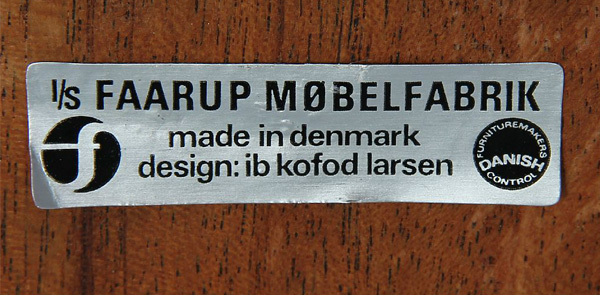 I/S FAARUP MØBELFABRIK
f
made in denmark
design: ib kofod larsen
FURNITUREMAKERS
DANISH
CONTROL